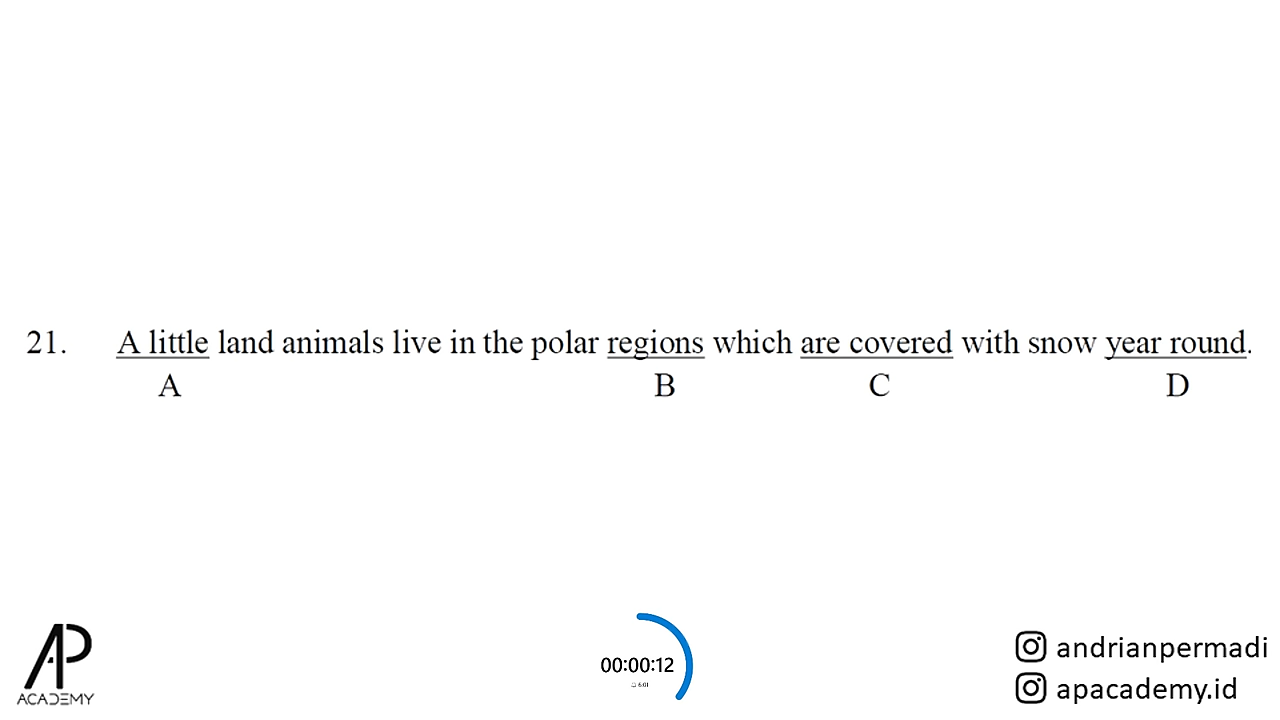 21. A little land animals live in the polar regions which are covered with snow year round.
A B C D
AP
ACADEMY
00:00:12
andrianpermadi
apacademy.id